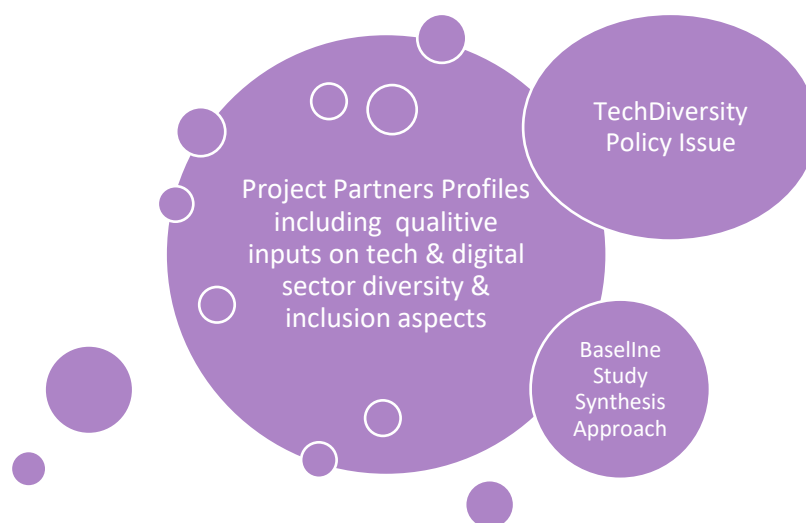 TechDiversity
Policy Issue
Project Partners Profiles
including qualitive
inputs on tech & digital
sector diversity &
inclusion aspects
BaselIne
Study
Synthesis
Approach